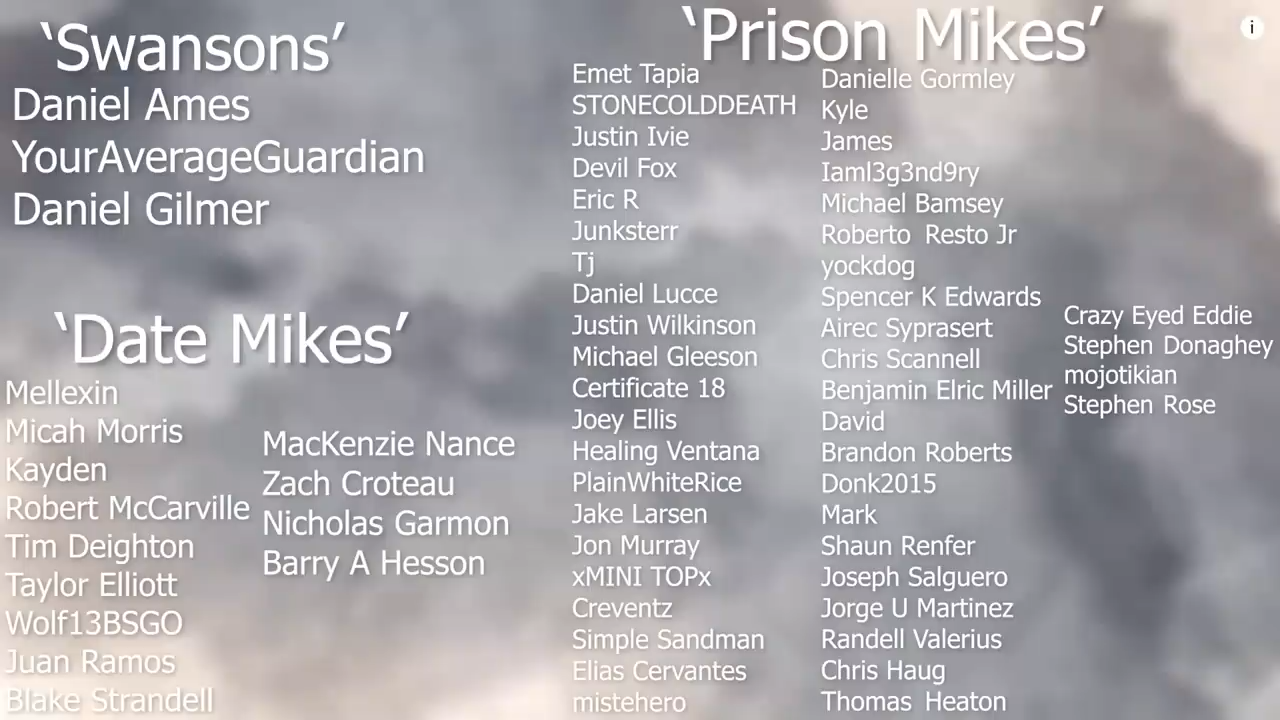 ‘Swansons’
Daniel Ames
YourAverageGuardian
Daniel Gilmer
‘Date Mikes’
Mellexin
Micah Morris
Kayden
Robert McCarville
Tim Deighton
Taylor Elliott
Wolf13BSGO
Juan Ramos
Blake Strandell
MacKenzie Nance
Zach Croteau
Nicholas Garmon
Barry A Hesson
‘Prison Mikes’
Emet Tapia
STONECOLDDEATH
Justin Ivie
Devil Fox
Eric R
Junksterr
Tj
Daniel Lucce
Justin Wilkinson
Michael Gleeson
Certificate 18
Joey Ellis
Healing Ventana
PlainWhiteRice
Jake Larsen
Jon Murray
xMINI TOPx
Creventz
Simple Sandman
Elias Cervantes
mistehero
Danielle Gormley
Kyle
James
Iaml3g3nd9ry
Michael Bamsey
Roberto Resto Jr
yockdog
Spencer K Edwards
Airec Syprasert
Chris Scannell
Benjamin Elric Miller
David
Brandon Roberts
Donk2015
Mark
Shaun Renfer
Joseph Salguero
Jorge U Martinez
Randell Valerius
Chris Haug
Thomas Heaton
Crazy Eyed Eddie
Stephen Donaghey
mojotikian
Stephen Rose
i